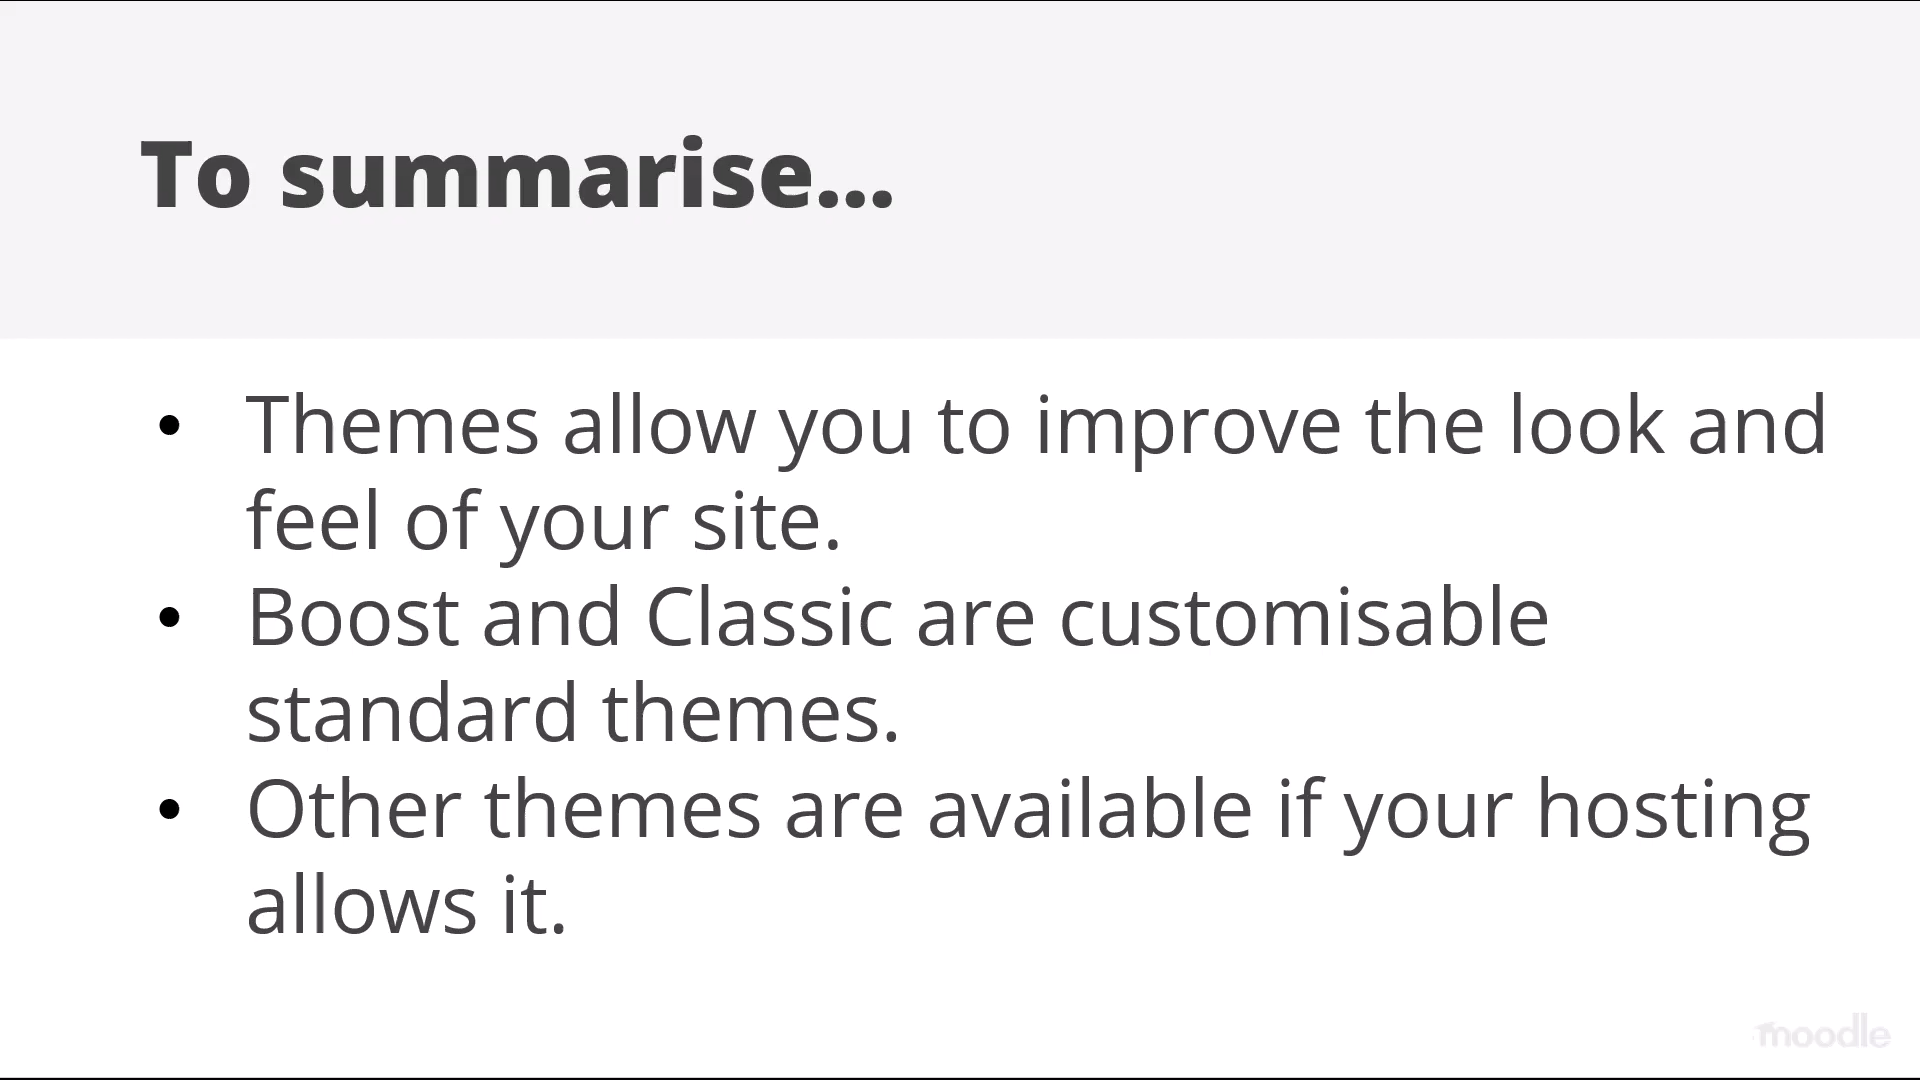 To summarise...
• Themes allow you to improve the look and
feel of your site.
• Boost and Classic are customisable
standard themes.
• Other themes are available if your hosting
allows it.
moodle